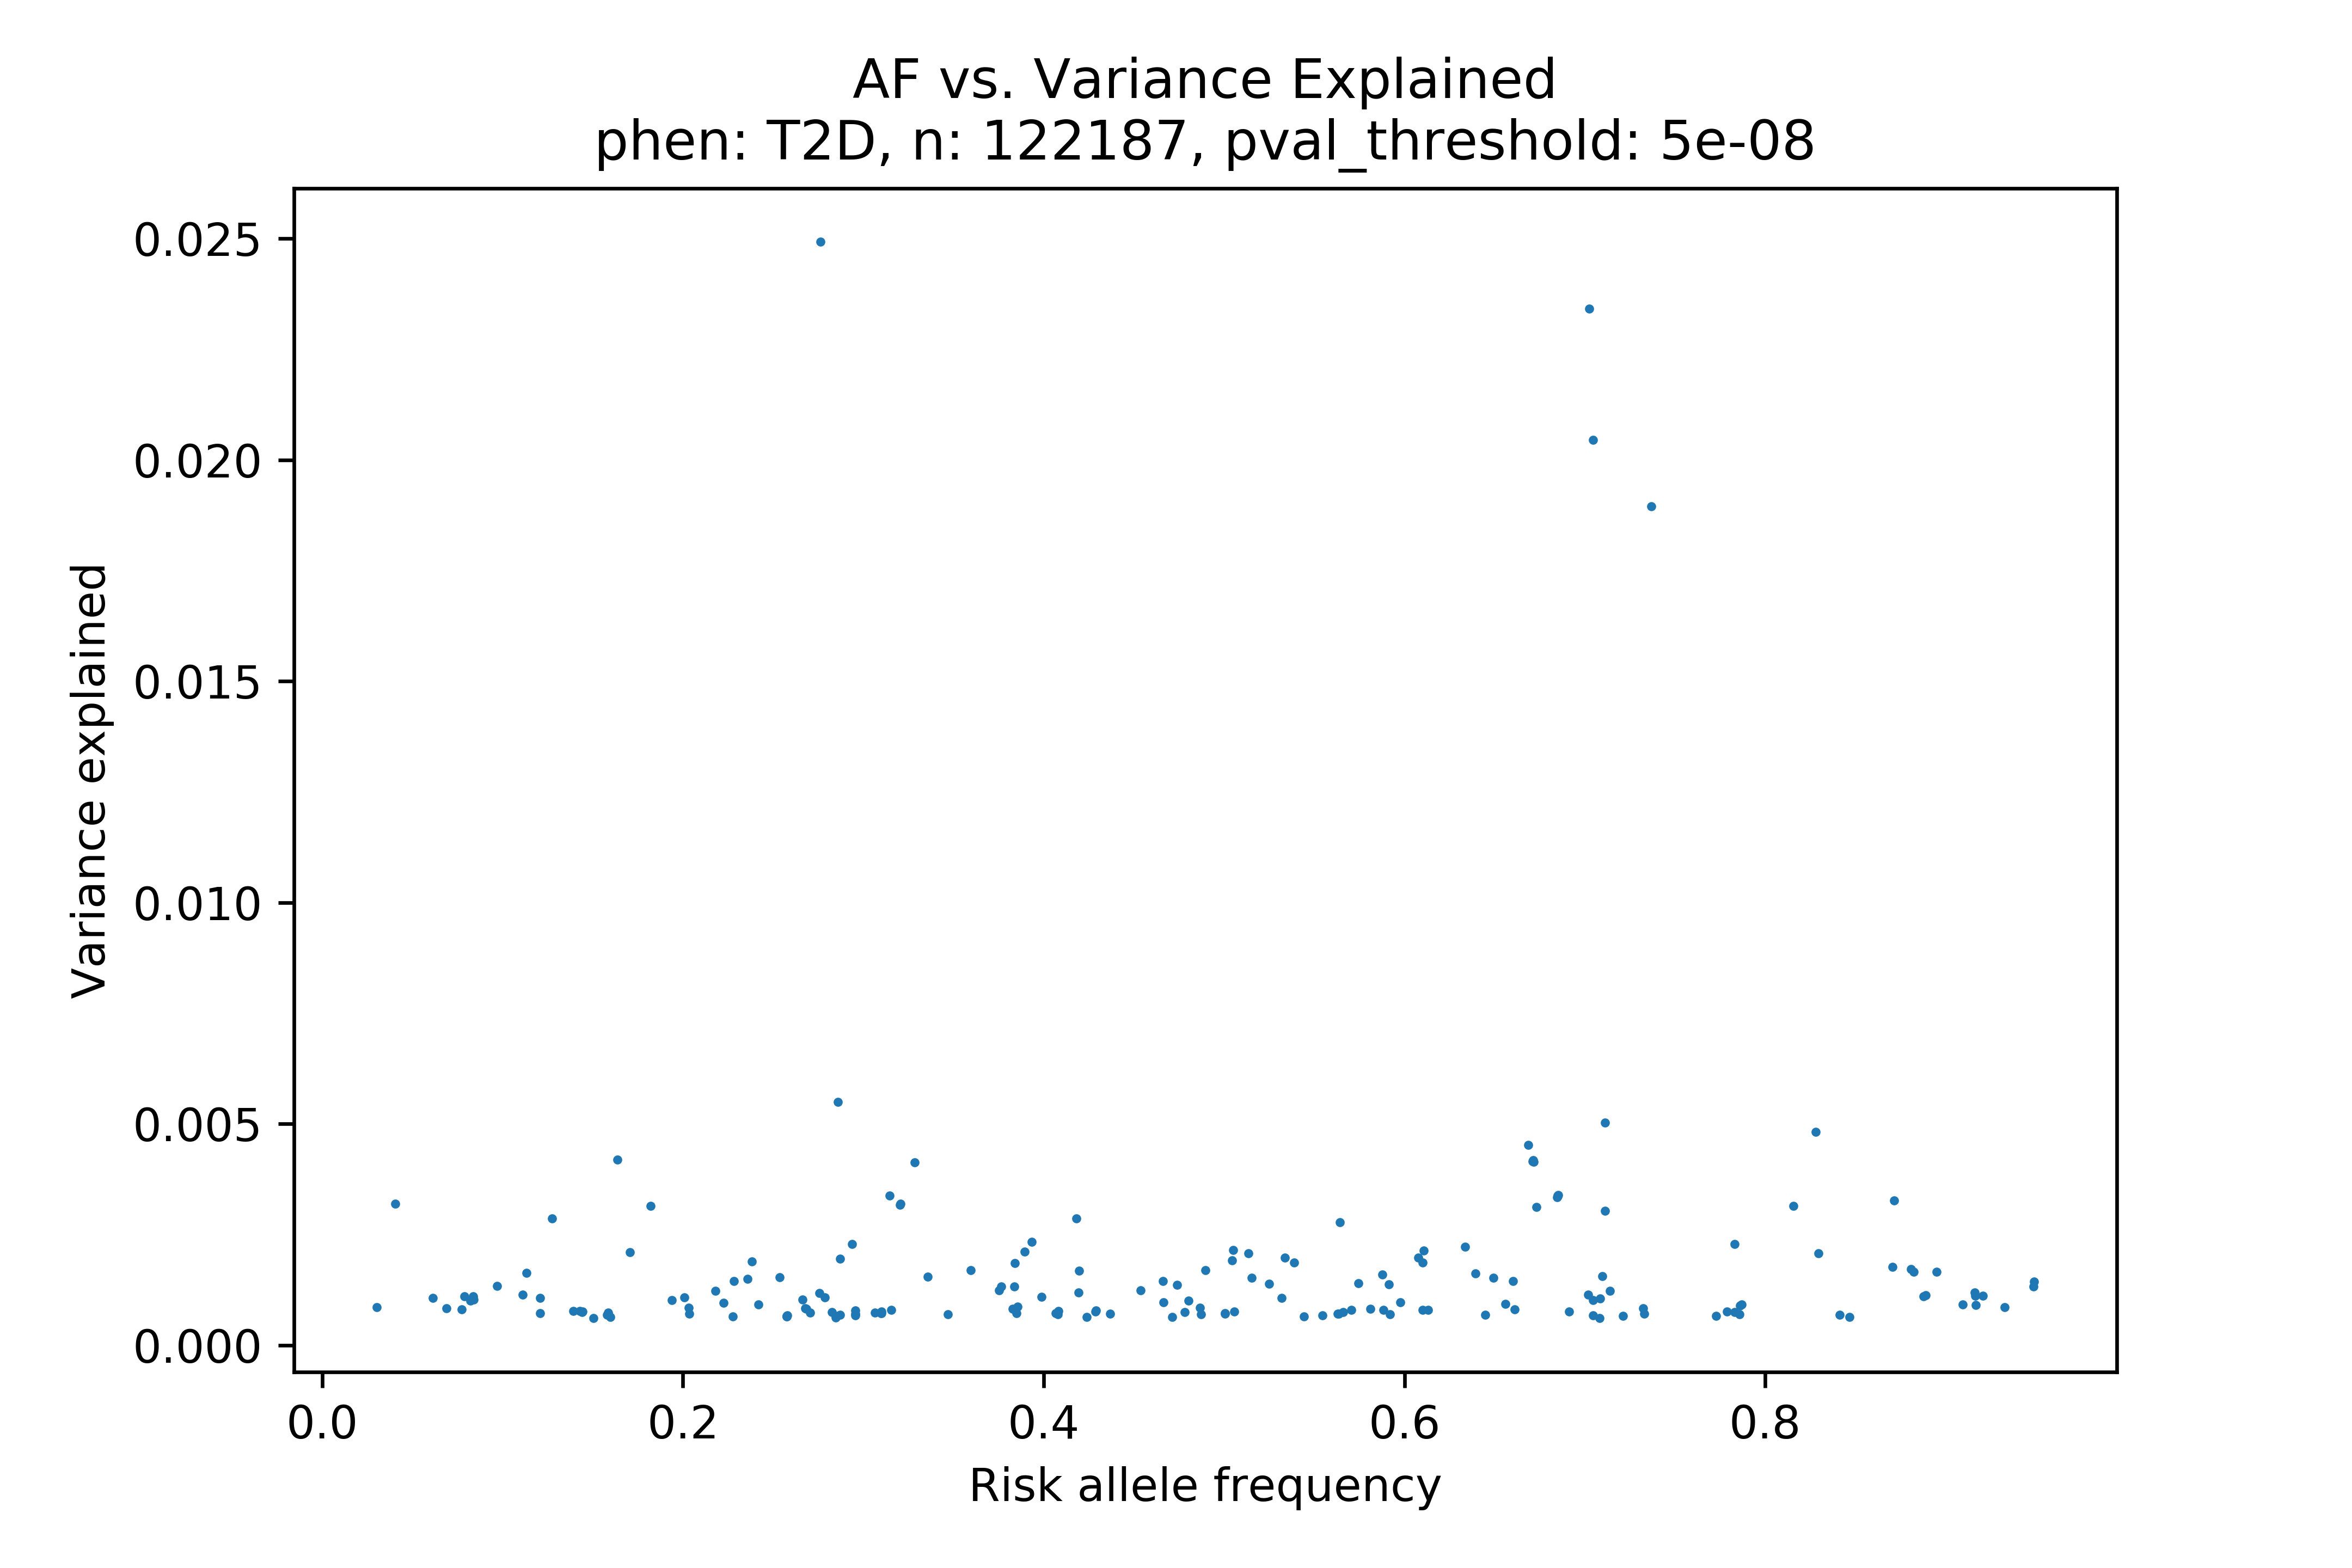 AF vs. Variance Explained
phen: T2D, n: 122187, pval_threshold: 5e-08
0.025
0.020
0.015
0.010
0.005
0.000
Variance explained
0.0 0.2 0.4 0.6 0.8
Risk allele frequency